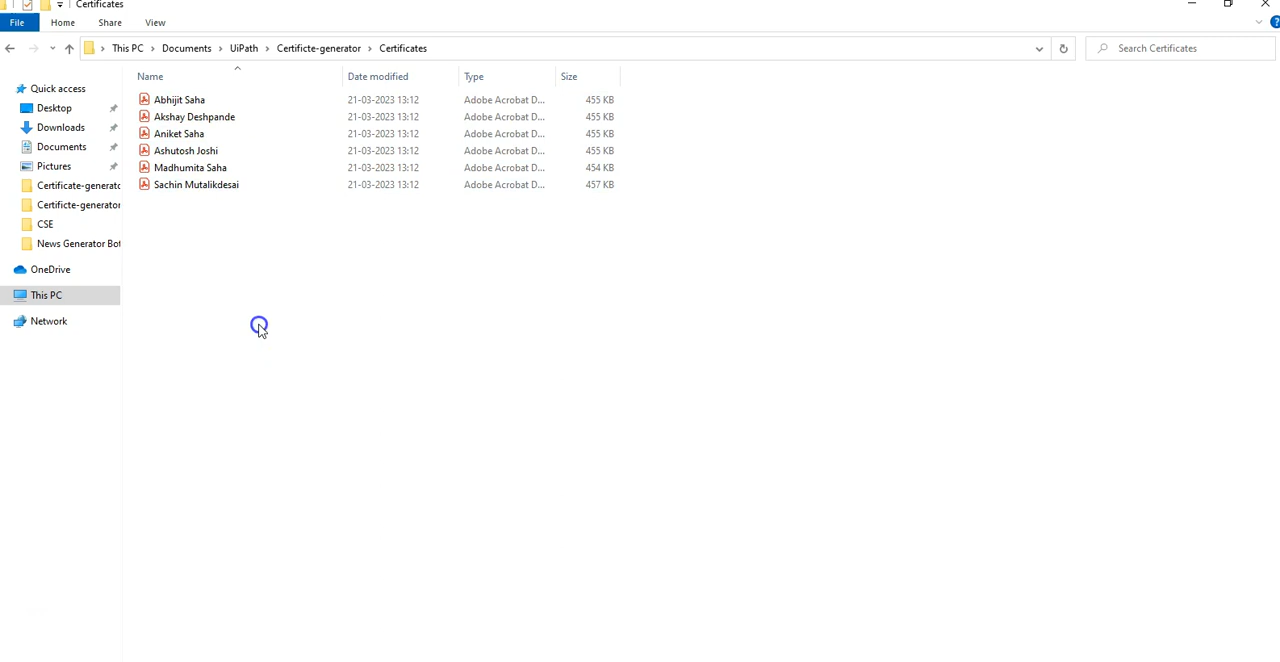 Certificates
File Home Share View
This PC Documents UiPath Certificte-generator Certificates Search Certificates
Name Date modified Type Size
Quick access
Desktop
Downloads
Documents
Pictures
Certificate-generato
Certificte-generator
CSE
News Generator Bot
OneDrive
This PC
Network
Abhijit Saha 21-03-2023 13:12 Adobe Acrobat D... 455 KB
Akshay Deshpande 21-03-2023 13:12 Adobe Acrobat D... 455 KB
Aniket Saha 21-03-2023 13:12 Adobe Acrobat D... 455 KB
Ashutosh Joshi 21-03-2023 13:12 Adobe Acrobat D... 455 KB
Madhumita Saha 21-03-2023 13:12 Adobe Acrobat D... 454 KB
Sachin Mutalikdesai 21-03-2023 13:12 Adobe Acrobat D... 457 KB